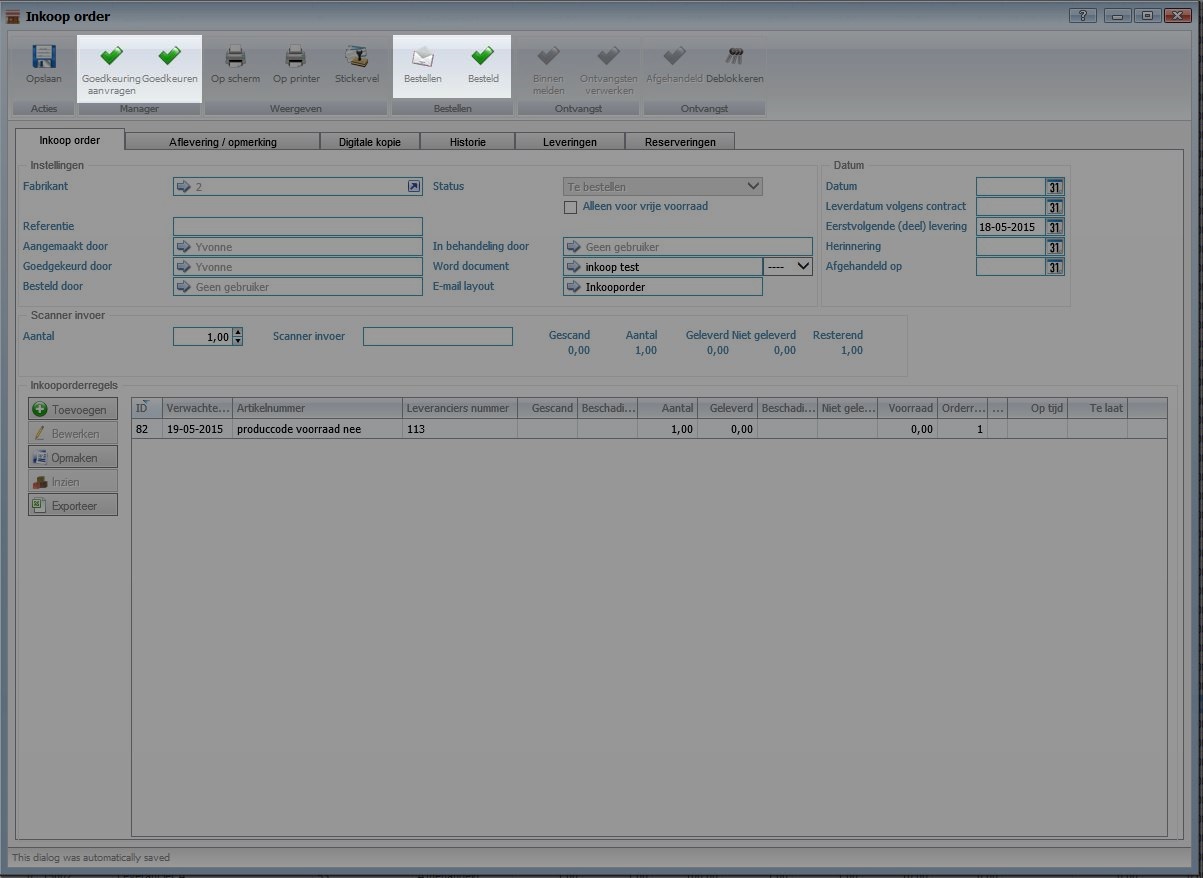 Inkoop order
Opslaan
Goedkeuring aanvragen
Goedkeuren
Op scherm
Op printer
Stickervel
Bestellen
Besteld
Binnen melden
Ontvangsten verwerken
Afgehandeld
Deblokkeren
Acties
Manager
Weergeven
Bestellen
Ontvangst
Ontvangst
Inkoop order
Aflevering / opmerking
Digitale kopie
Historie
Leveringen
Reserveringen
Instellingen
Fabrikant 2
Status Te bestellen
Alleen voor vrije voorraad
Referentie
Aangemaakt door Yvonne
In behandeling door Geen gebruiker
Goedgekeurd door Yvonne
Word document inkoop test ----
Besteld door Geen gebruiker
E-mail layout Inkooporder
Datum
Datum 31
Leverdatum volgens contract 31
Eerstvolgende (deel) levering 18-05-2015 31
Herinnering 31
Afgehandeld op 31
Scanner invoer
Aantal 1,00
Scanner invoer
Gescand Aantal Geleverd Niet geleverd Resterend
0,00 1,00 0,00 0,00 1,00
Inkooporderregels
Toevoegen
Bewerken
Opmaken
Inzien
Exporteer
ID Verwachte... Artikelnummer Leveranciers nummer Gescand Beschadi... Aantal Geleverd Beschadi... Niet gele... Voorraad Orderr... ... Op tijd Te laat
82 19-05-2015 produccode voorraad nee 113 1,00 0,00 0,00 1
This dialog was automatically saved